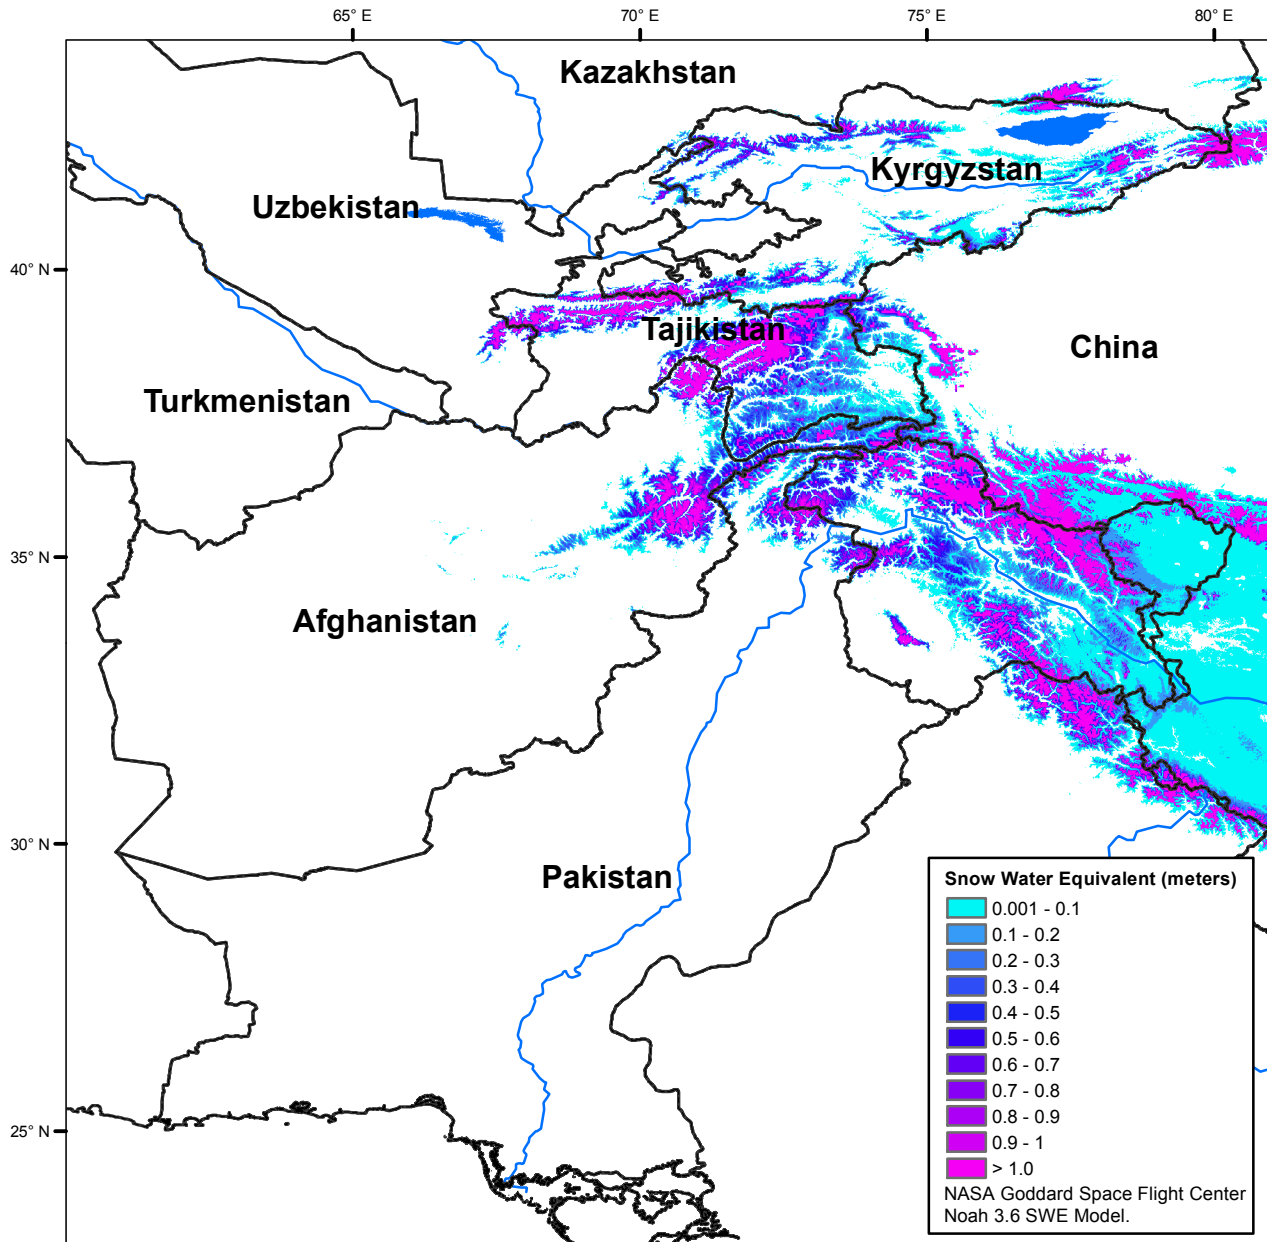 65° E
70° E
75° E
80° E
Kazakhstan
Kyrgyzstan
Uzbekistan
40° N
Tajikistan
China
Turkmenistan
35° N
Afghanistan
30° N
Pakistan
25° N
Snow Water Equivalent (meters)
0.001 - 0.1
0.1 - 0.2
0.2 - 0.3
0.3 - 0.4
0.4 - 0.5
0.5 - 0.6
0.6 - 0.7
0.7 - 0.8
0.8 - 0.9
0.9 - 1
> 1.0
NASA Goddard Space Flight Center
Noah 3.6 SWE Model.